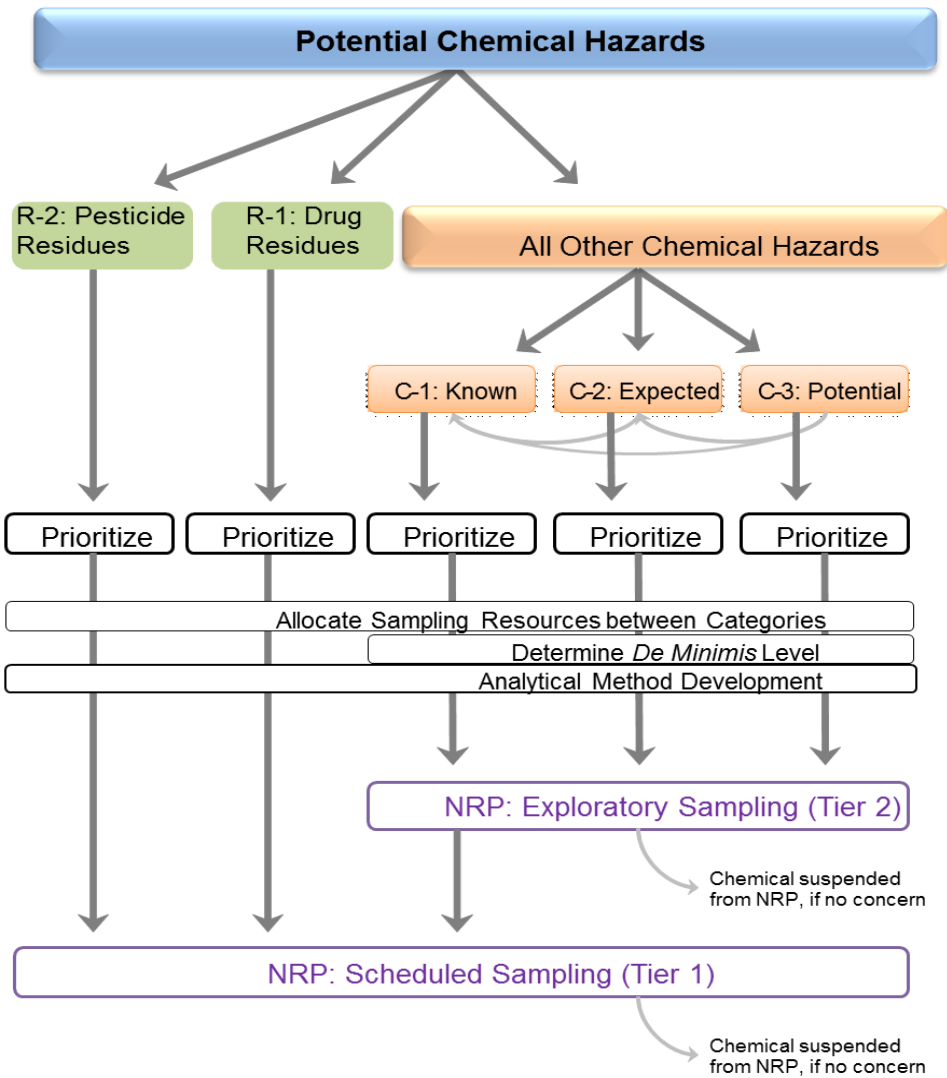 Potential Chemical Hazards
R-2: Pesticide
Residues
R-1: Drug
Residues
All Other Chemical Hazards
C-1: Known
C-2: Expected
C-3: Potential
Prioritize
Prioritize
Prioritize
Prioritize
Prioritize
Allocate Sampling Resources between Categories
Determine De Minimis Level
Analytical Method Development
NRP: Exploratory Sampling (Tier 2)
Chemical suspended
from NRP, if no concern
NRP: Scheduled Sampling (Tier 1)
Chemical suspended
from NRP, if no concern